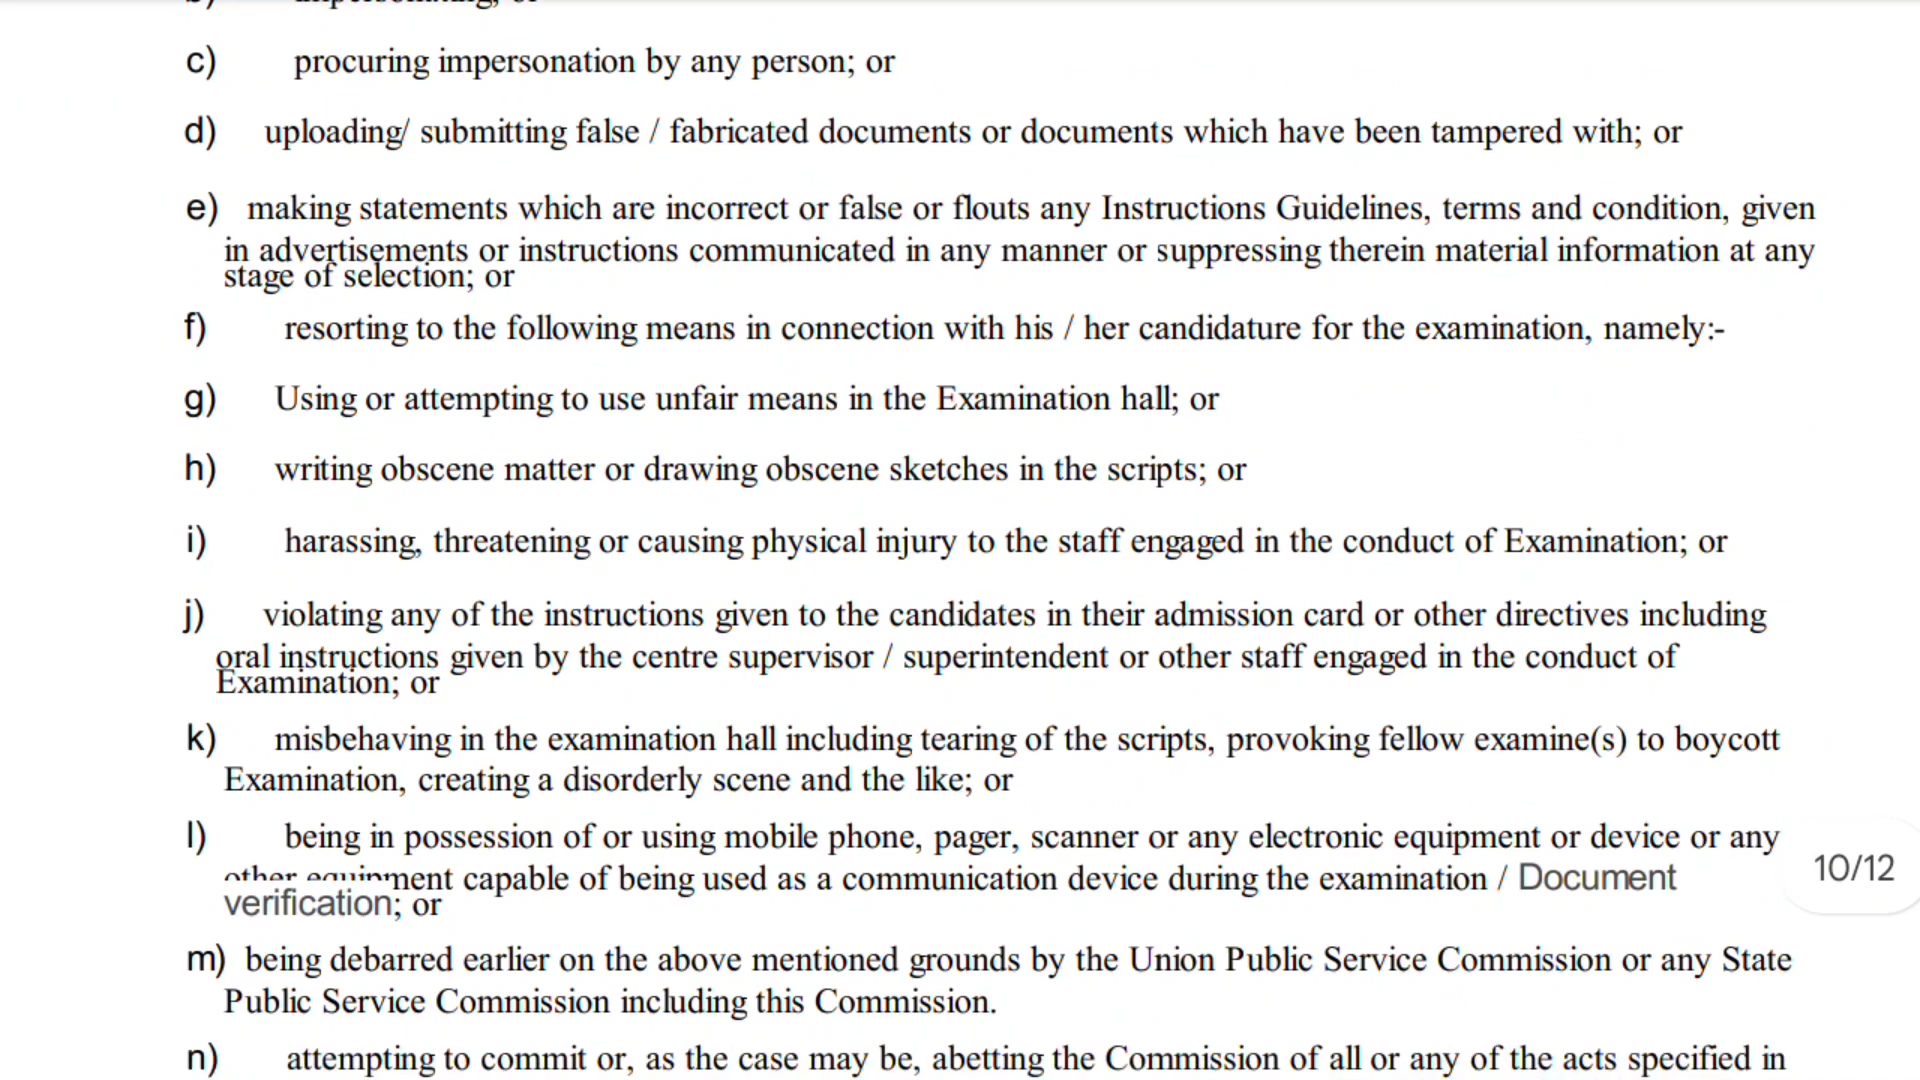 c) procuring impersonation by any person; or
d) uploading/ submitting false / fabricated documents or documents which have been tampered with; or
e) making statements which are incorrect or false or flouts any Instructions Guidelines, terms and condition, given
in advertisements or instructions communicated in any manner or suppressing therein material information at any
stage of selection; or
f) resorting to the following means in connection with his / her candidature for the examination, namely:-
g) Using or attempting to use unfair means in the Examination hall; or
h) writing obscene matter or drawing obscene sketches in the scripts; or
i) harassing, threatening or causing physical injury to the staff engaged in the conduct of Examination; or
j) violating any of the instructions given to the candidates in their admission card or other directives including
oral instructions given by the centre supervisor / superintendent or other staff engaged in the conduct of
Examination; or
k) misbehaving in the examination hall including tearing of the scripts, provoking fellow examine(s) to boycott
Examination, creating a disorderly scene and the like; or
l) being in possession of or using mobile phone, pager, scanner or any electronic equipment or device or any
other equipment capable of being used as a communication device during the examination / Document
verification; or
10/12
m) being debarred earlier on the above mentioned grounds by the Union Public Service Commission or any State
Public Service Commission including this Commission.
n) attempting to commit or, as the case may be, abetting the Commission of all or any of the acts specified in